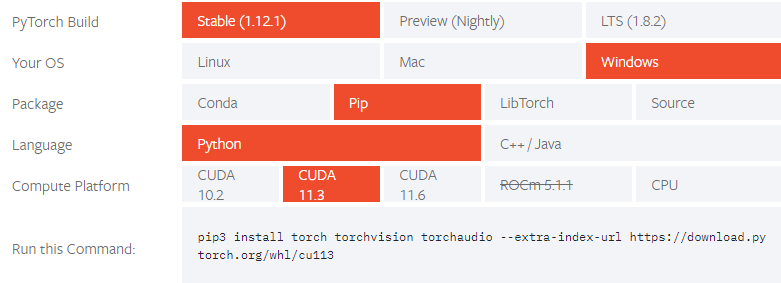 PyTorch Build Stable (1.12.1) Preview (Nightly) LTS (1.8.2)
Your OS Linux Mac Windows
Package Conda Pip LibTorch Source
Language Python C++ / Java
Compute Platform CUDA 10.2 CUDA 11.3 CUDA 11.6 ROCm 5.1.1 CPU
Run this Command:
pip3 install torch torchvision torchaudio --extra-index-url https://download.py
torch.org/whl/cu113